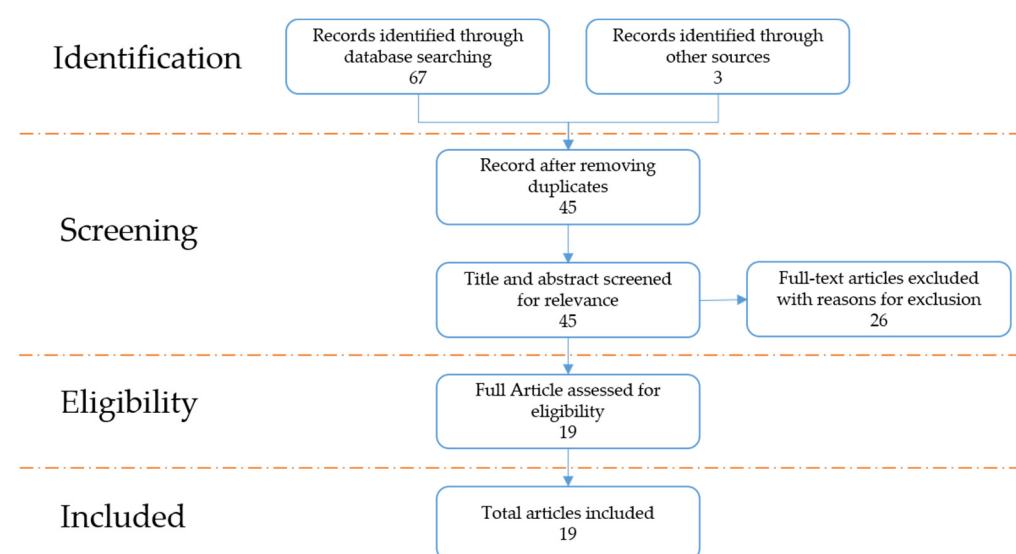 Identification
Records identified through
database searching
67
Records identified through
other sources
3
Screening
Record after removing
duplicates
45
Title and abstract screened
for relevance
45
Full-text articles excluded
with reasons for exclusion
26
Eligibility
Full Article assessed for
eligibility
19
Included
Total articles included
19